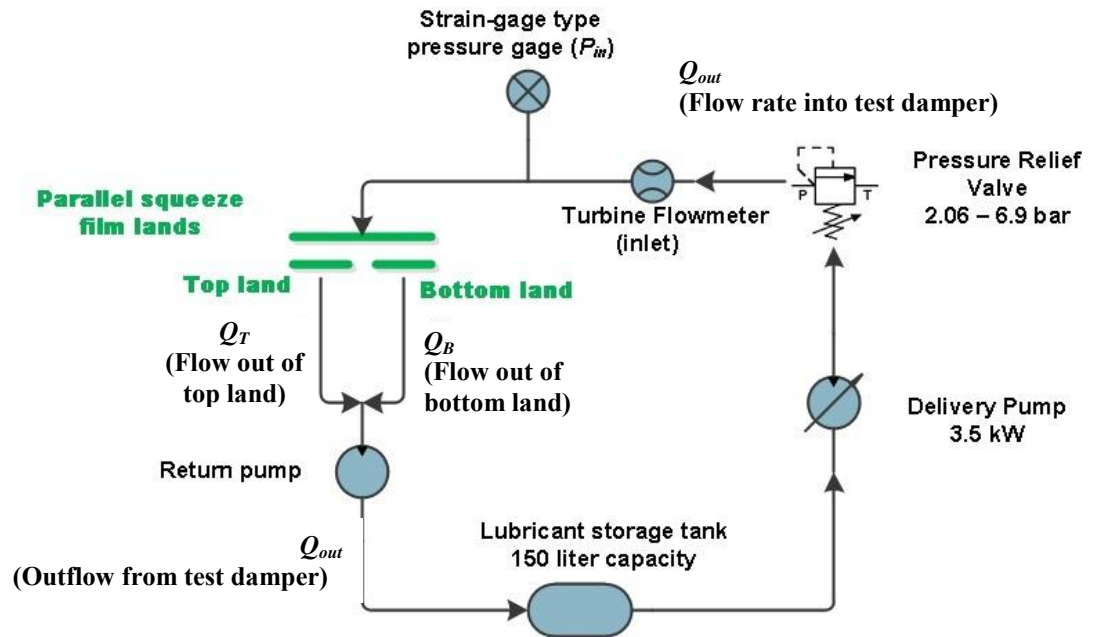 Strain-gage type
pressure gage (Pin)
Qout
(Flow rate into test damper)
P
T
Pressure Relief
Valve
2.06 – 6.9 bar
Turbine Flowmeter
(inlet)
Parallel squeeze
film lands
Top land
Bottom land
QT
(Flow out of
top land)
QB
(Flow out of
bottom land)
Delivery Pump
3.5 kW
Return pump
Qout
(Outflow from test damper)
Lubricant storage tank
150 liter capacity